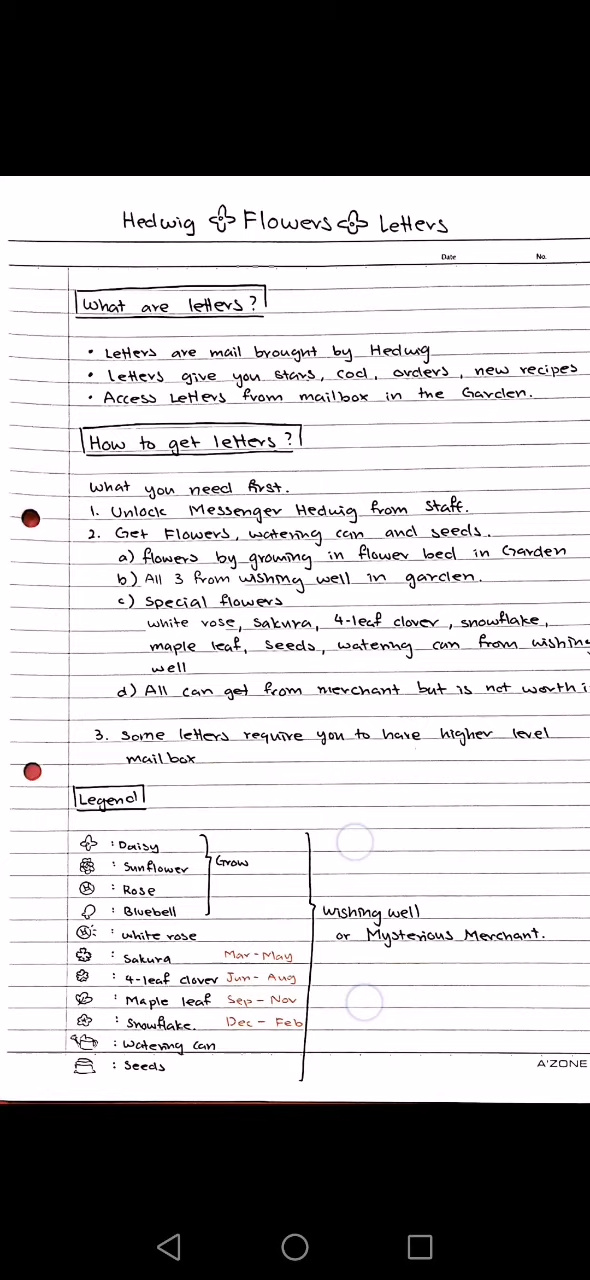 Hedwig Flowers Letters
Date No.
What are letters?
• Letters are mail brought by Hedwig
• Letters give you stars, cod, orders, new recipes
• Access Letters from mailbox in the Garden.
How to get letters?
What you need first.
1. Unlock Messenger Hedwig from Staff.
2. Get Flowers, watering can and seeds.
a) flowers by growing in flower bed in Garden
b) All 3 from wishing well in garden.
c) Special flowers
white rose, sakura, 4-leaf clover, snowflake,
maple leaf, seeds, watering can from wishing
well
d) All can get from merchant but is not worth i
3. Some letters require you to have higher level
mailbox
Legend
: Daisy
: Sunflower
Grow
: Rose
: Bluebell
: white rose
: Sakura Mar - May
: 4-leaf clover Jun - Aug
: Maple leaf Sep - Nov
: Snowflake. Dec - Feb
: Watering can
: Seeds
Wishing well
or Mysterious Merchant.
A'ZONE